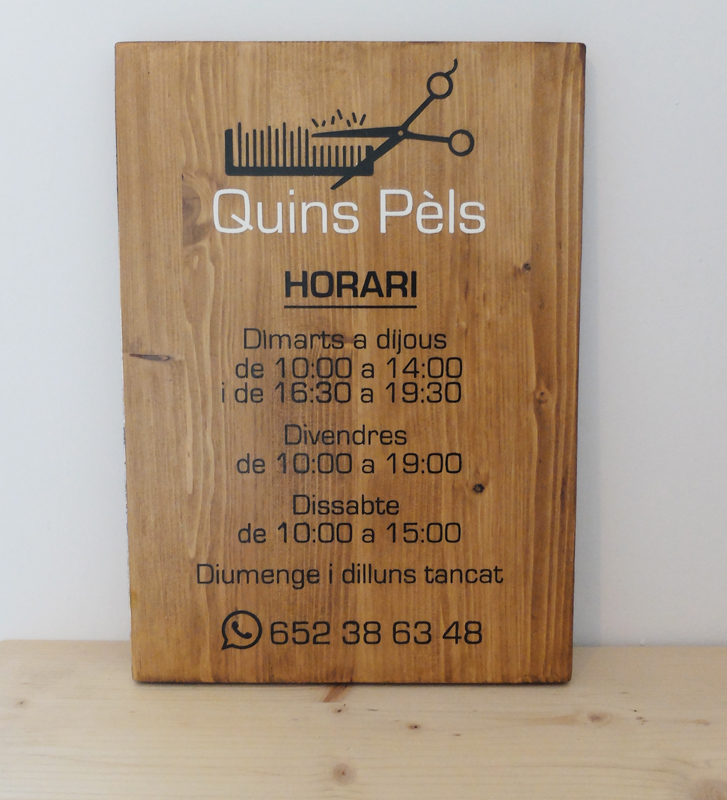 Quins Pèls
HORARI
Dimarts a dijous
de 10:00 a 14:00
i de 16:30 a 19:30
Divendres
de 10:00 a 19:00
Dissabte
de 10:00 a 15:00
Diumenge i dilluns tancat
652 38 63 48